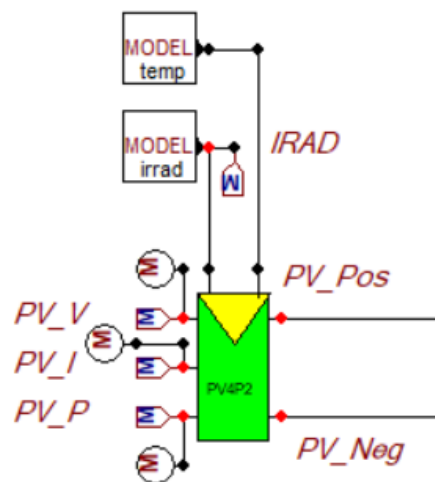 MODEL
temp
MODEL
irrad
IRAD
M
M
PV_Pos
PV_V
M
M
PV_I
M
PV4P2
PV_P
M
PV_Neg
M